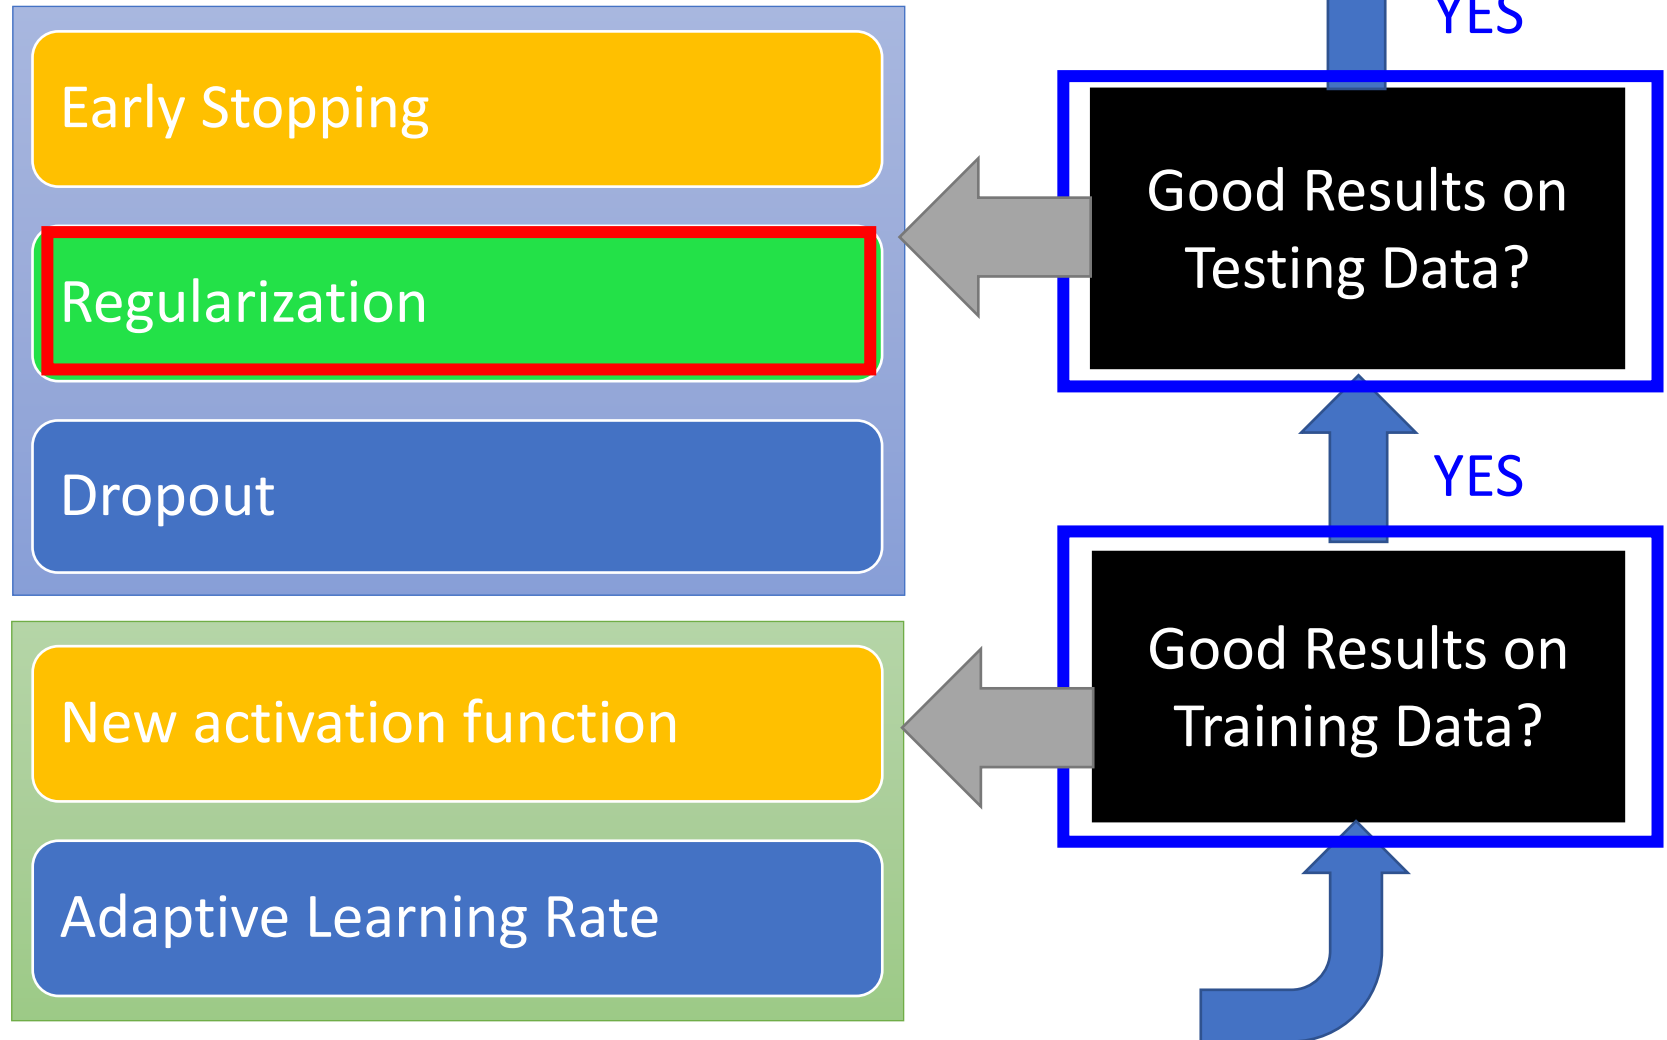 YES
Early Stopping
Good Results on
Testing Data?
Regularization
Dropout
YES
Good Results on
Training Data?
New activation function
Adaptive Learning Rate